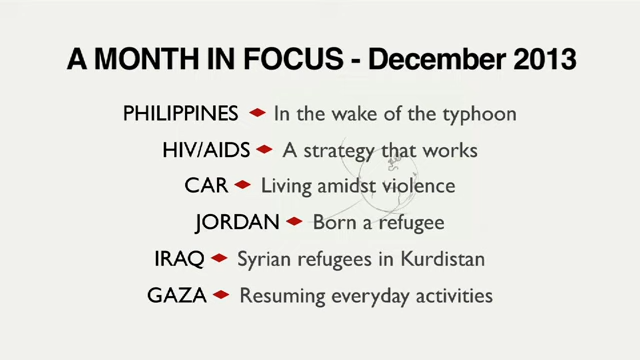 A MONTH IN FOCUS - December 2013
PHILIPPINES ◆ In the wake of the typhoon
HIV/AIDS ◆ A strategy that works
CAR ◆ Living amidst violence
JORDAN ◆ Born a refugee
IRAQ ◆ Syrian refugees in Kurdistan
GAZA ◆ Resuming everyday activities